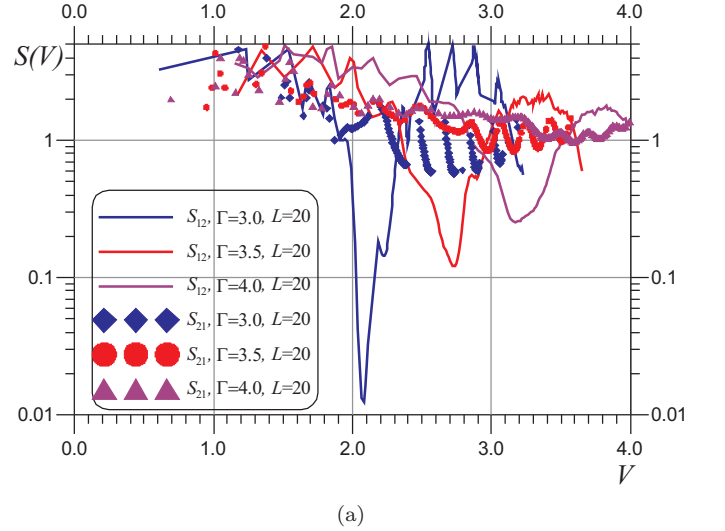 0.0 1.0 2.0 3.0 4.0
S(V)
1 1
0.1 0.1
0.01 0.01
S₁₂, Γ=3.0, L=20
S₁₂, Γ=3.5, L=20
S₁₂, Γ=4.0, L=20
S₂₁, Γ=3.0, L=20
S₂₁, Γ=3.5, L=20
S₂₁, Γ=4.0, L=20
0.0 1.0 2.0 3.0 4.0
V
(a)